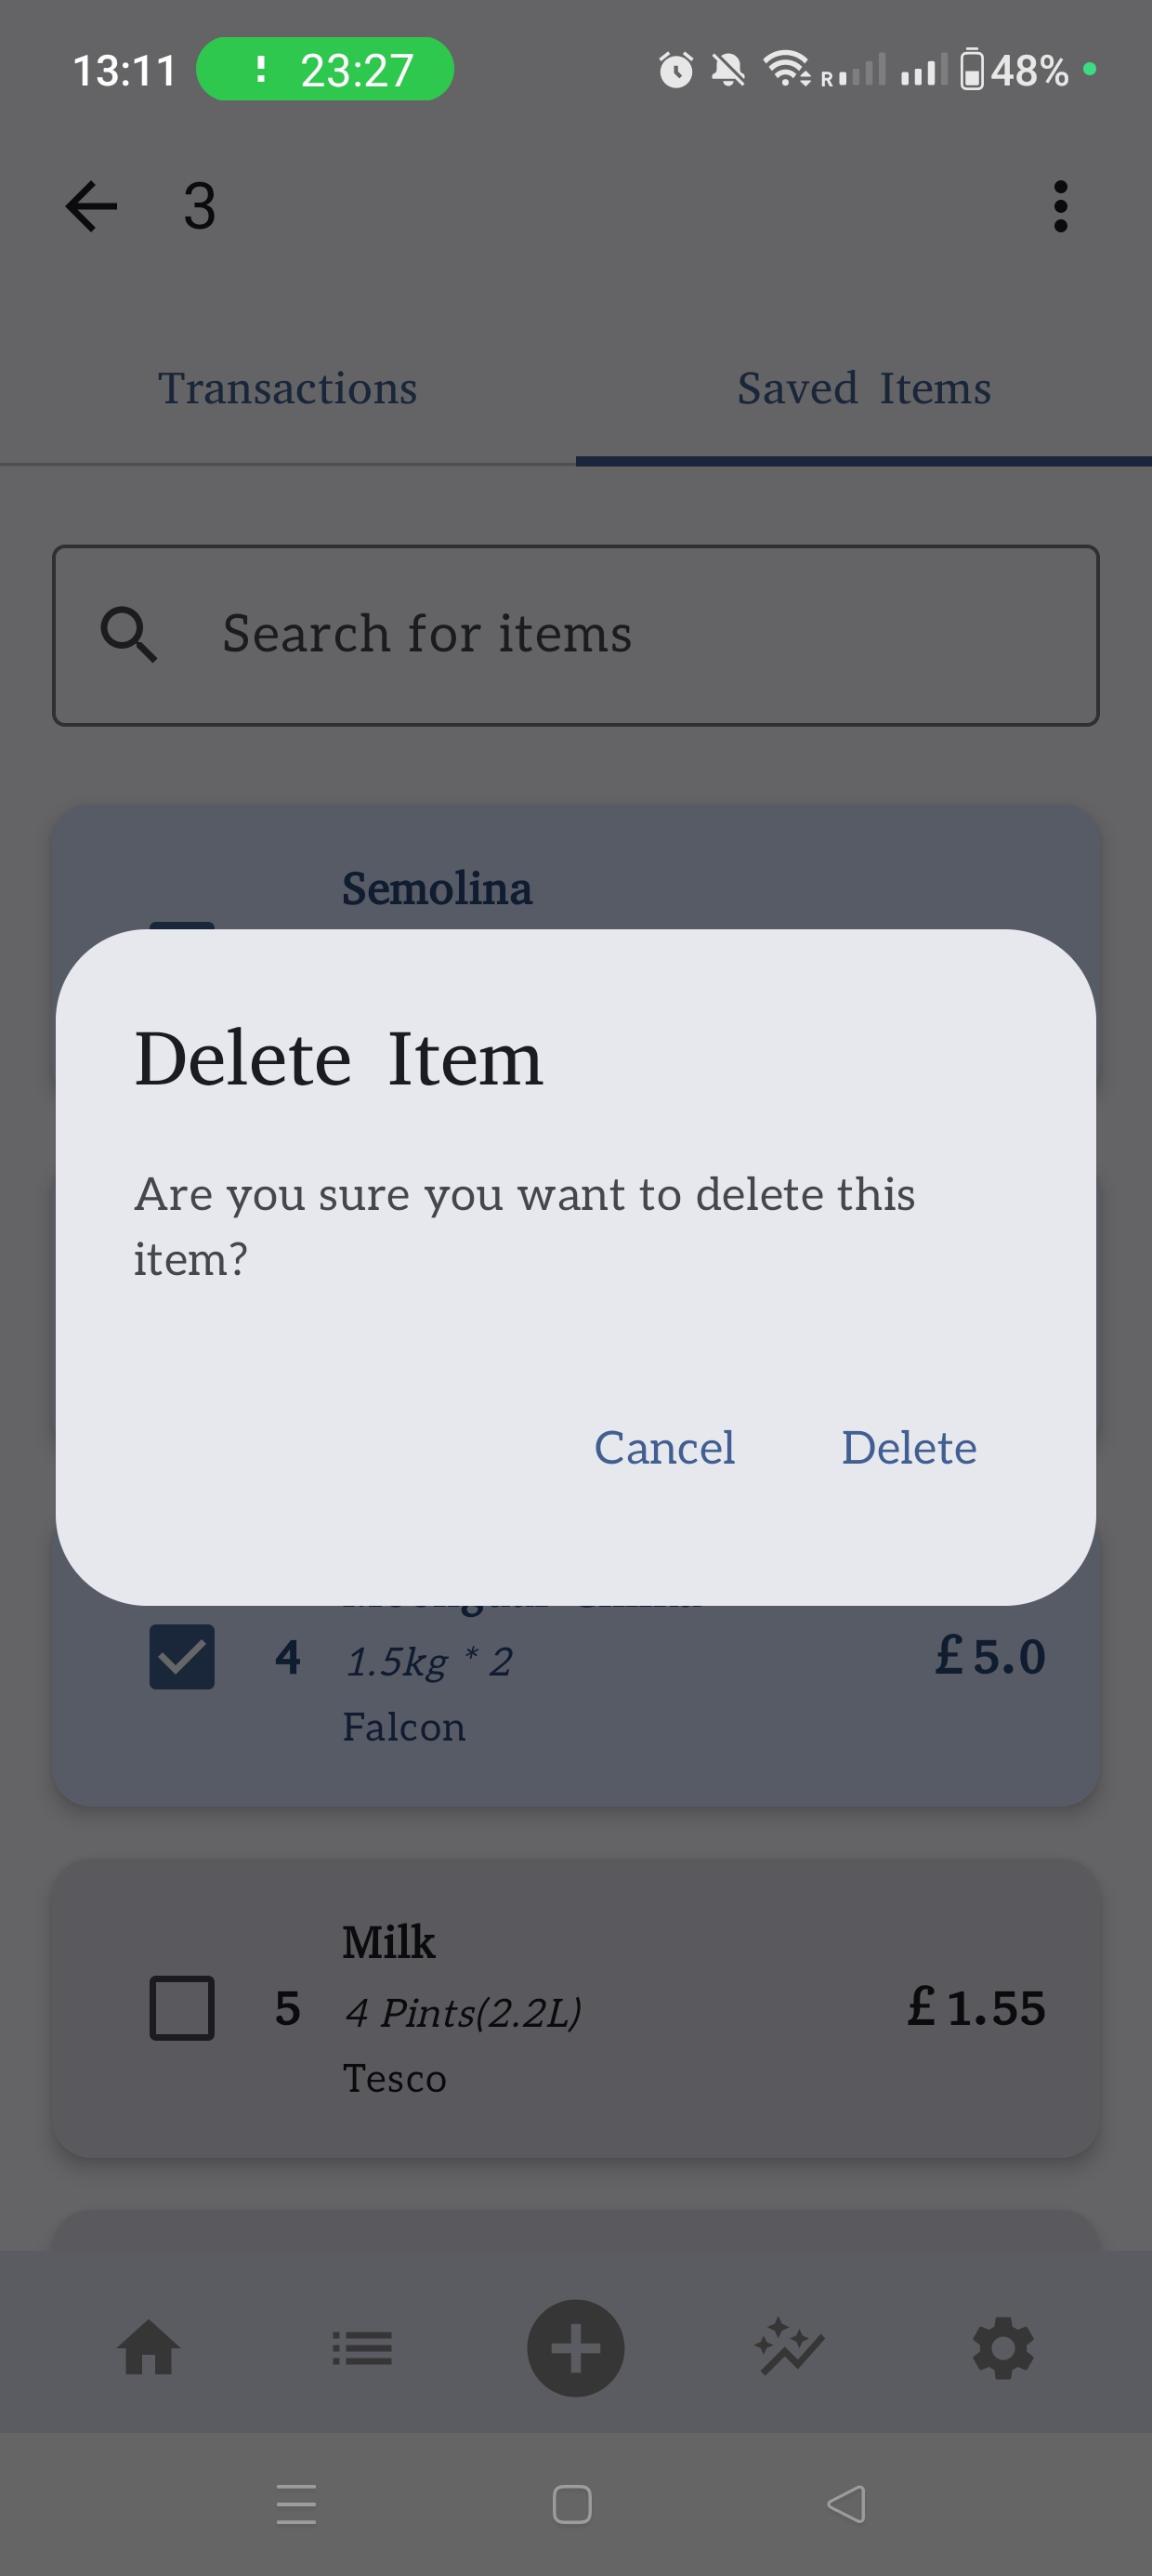 13:11 23:27 R 48%
3
Transactions Saved Items
Search for items
Semolina
Delete Item
Are you sure you want to delete this
item?
Cancel Delete
4 1.5kg * 2 £5.0
Falcon
Milk
5 4 Pints(2.2L) £1.55
Tesco